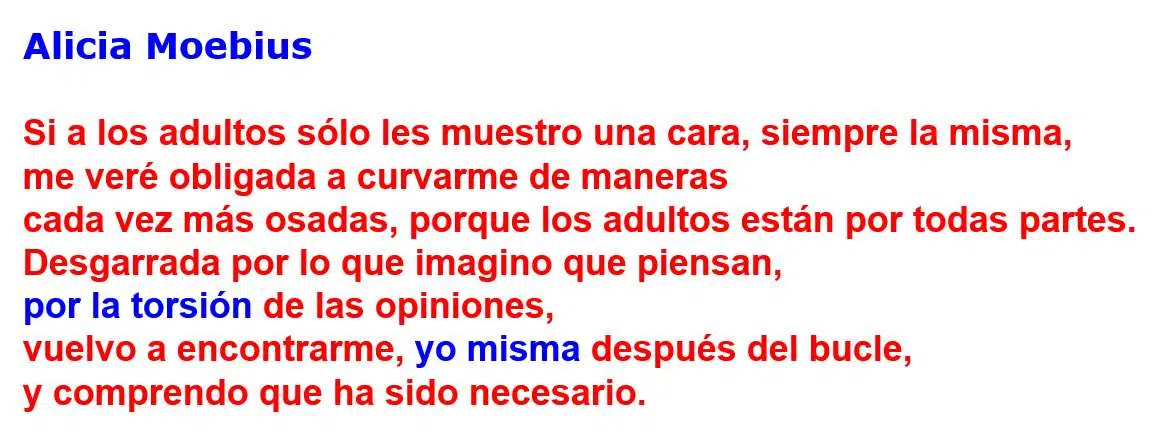 Alicia Moebius
Si a los adultos sólo les muestro una cara, siempre la misma,
me veré obligada a curvarme de maneras
cada vez más osadas, porque los adultos están por todas partes.
Desgarrada por lo que imagino que piensan,
por la torsión de las opiniones,
vuelvo a encontrarme, yo misma después del bucle,
y comprendo que ha sido necesario.